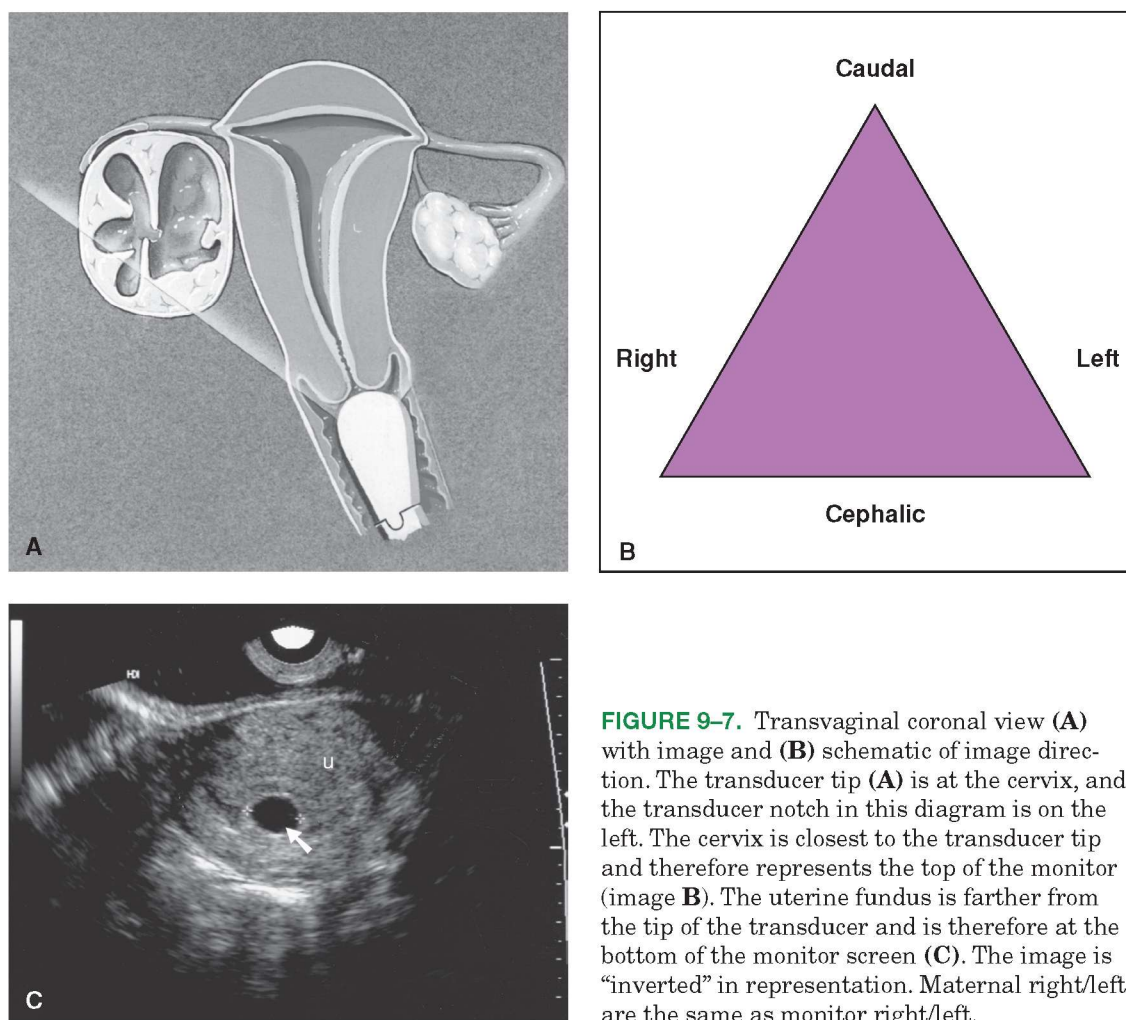 A
Caudal
Right
Left
Cephalic
B
HDI
u
C
FIGURE 9–7. Transvaginal coronal view (A)
with image and (B) schematic of image direc-
tion. The transducer tip (A) is at the cervix, and
the transducer notch in this diagram is on the
left. The cervix is closest to the transducer tip
and therefore represents the top of the monitor
(image B). The uterine fundus is farther from
the tip of the transducer and is therefore at the
bottom of the monitor screen (C). The image is
“inverted” in representation. Maternal right/left
are the same as monitor right/left.